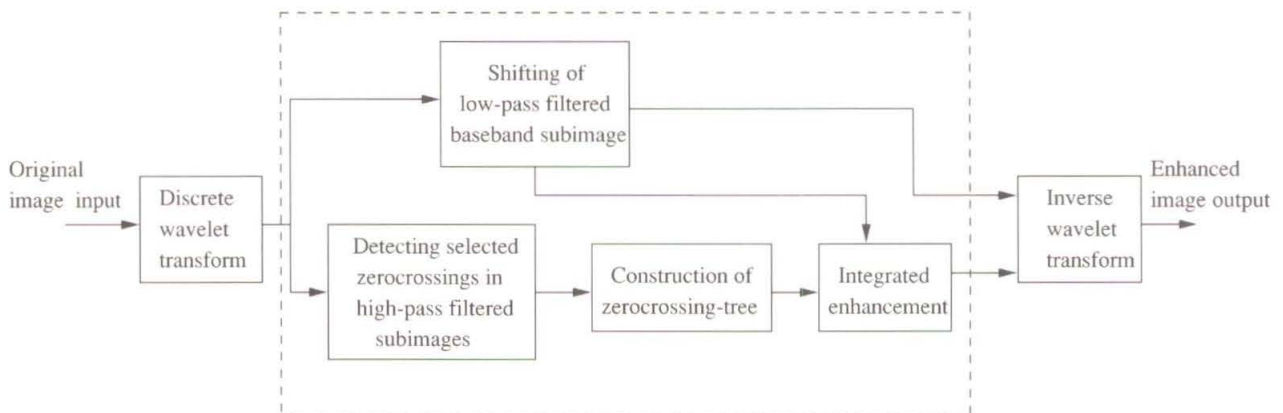 Original
image input
Discrete
wavelet
transform
Shifting of
low-pass filtered
baseband subimage
Detecting selected
zerocrossings in
high-pass filtered
subimages
Construction of
zerocrossing-tree
Integrated
enhancement
Inverse
wavelet
transform
Enhanced
image output